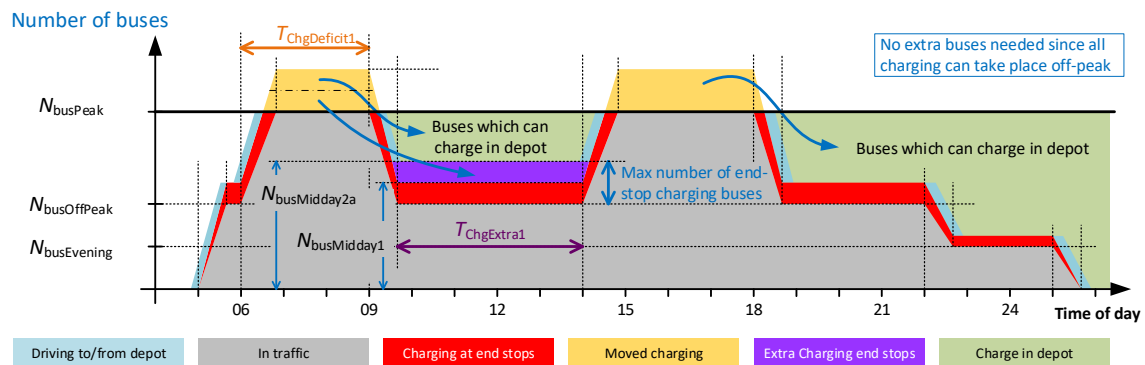 Number of buses
T_ChgDeficit1
No extra buses needed since all
charging can take place off-peak
N_busPeak
Buses which can
charge in depot
Buses which can charge in depot
N_busMidday2a
Max number of end-
stop charging buses
N_busOffPeak
N_busMidday1
T_ChgExtra1
N_busEvening
06 09 12 15 18 21 24 Time of day
Driving to/from depot In traffic Charging at end stops Moved charging Extra Charging end stops Charge in depot